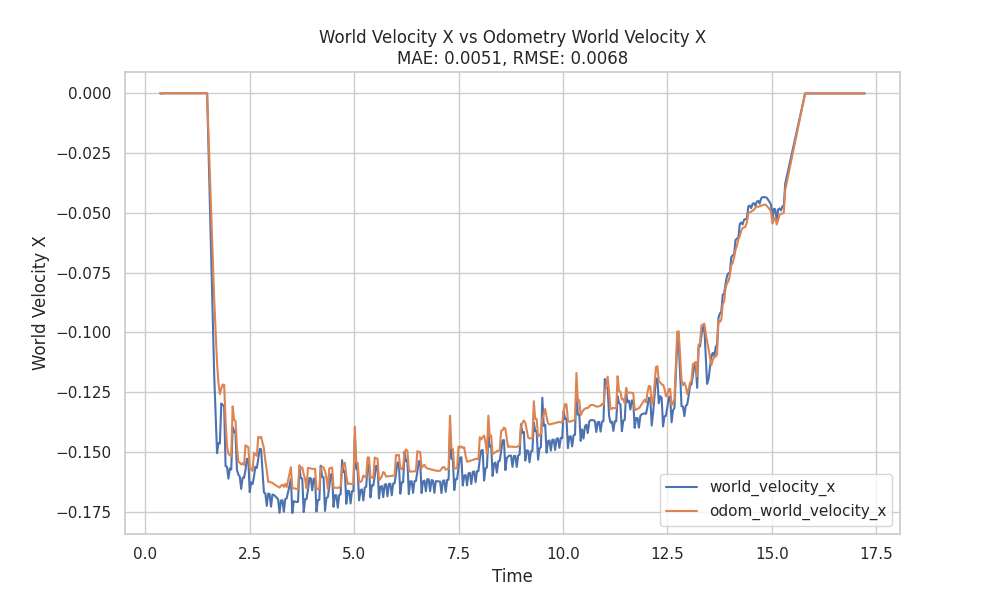 World Velocity X vs Odometry World Velocity X
MAE: 0.0051, RMSE: 0.0068
World Velocity X
0.000
−0.025
−0.050
−0.075
−0.100
−0.125
−0.150
−0.175
world_velocity_x
odom_world_velocity_x
0.0 2.5 5.0 7.5 10.0 12.5 15.0 17.5
Time